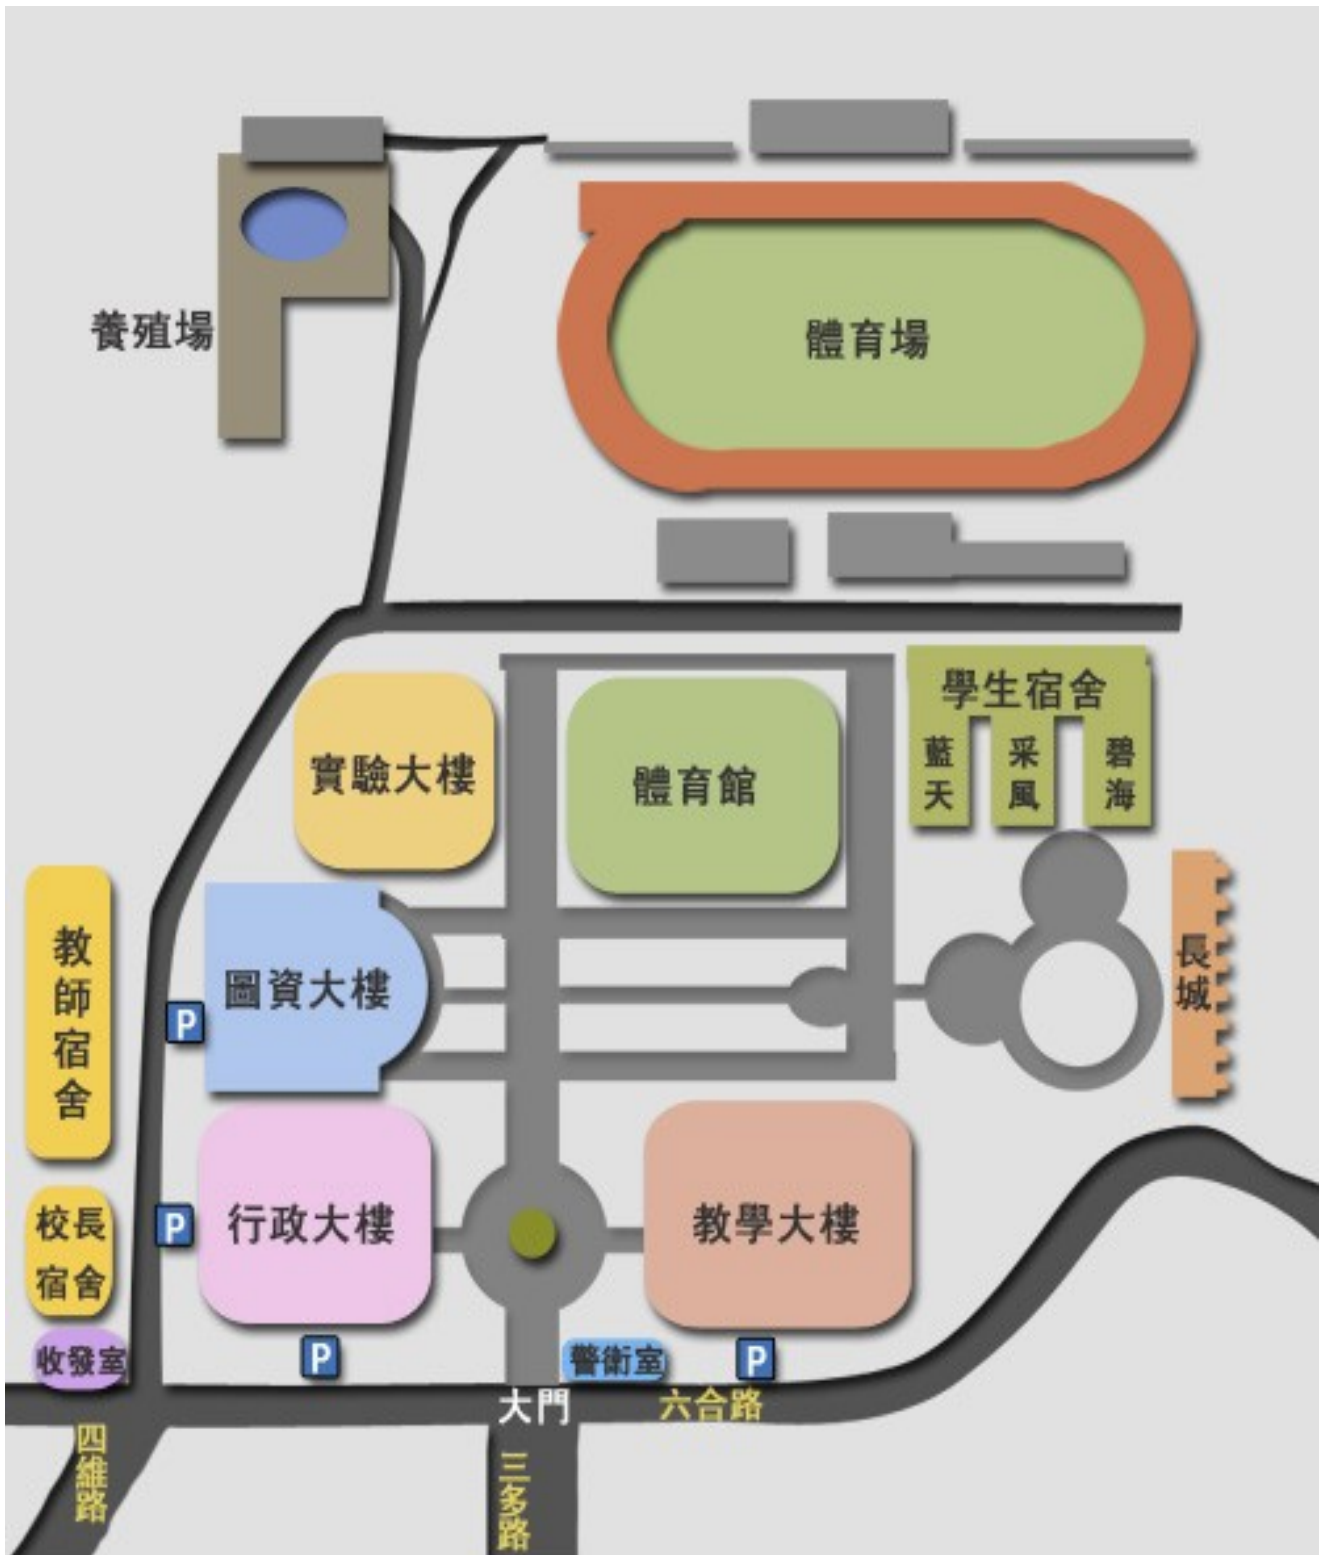 養殖場
體育場
學生宿舍
藍天
采風
碧海
實驗大樓
體育館
教師宿舍
圖資大樓
長城
P
行政大樓
教學大樓
P
校長
宿舍
收發室
P
警衛室
P
大門
六合路
四維路
三多路